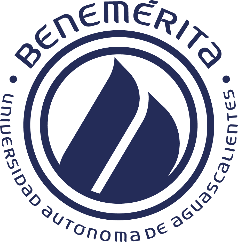 BENEMÉRITA
UNIVERSIDAD AUTONOMA DE AGUASCALIENTES